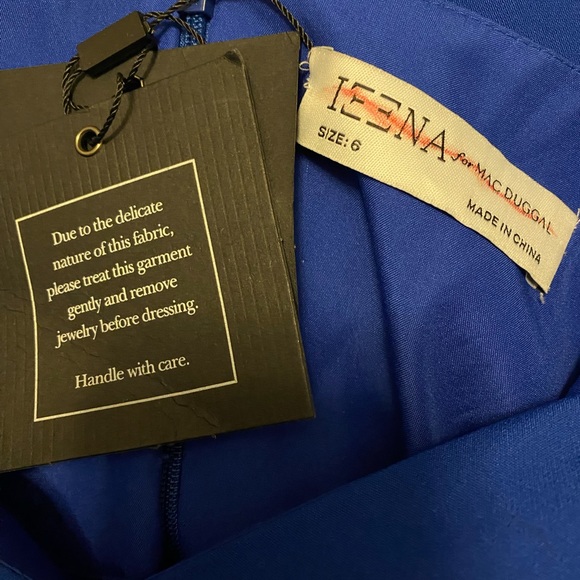 IEENA for MAC DUGGAL
SIZE: 6
MADE IN CHINA
Due to the delicate
nature of this fabric,
please treat this garment
gently and remove
jewelry before dressing.
Handle with care.